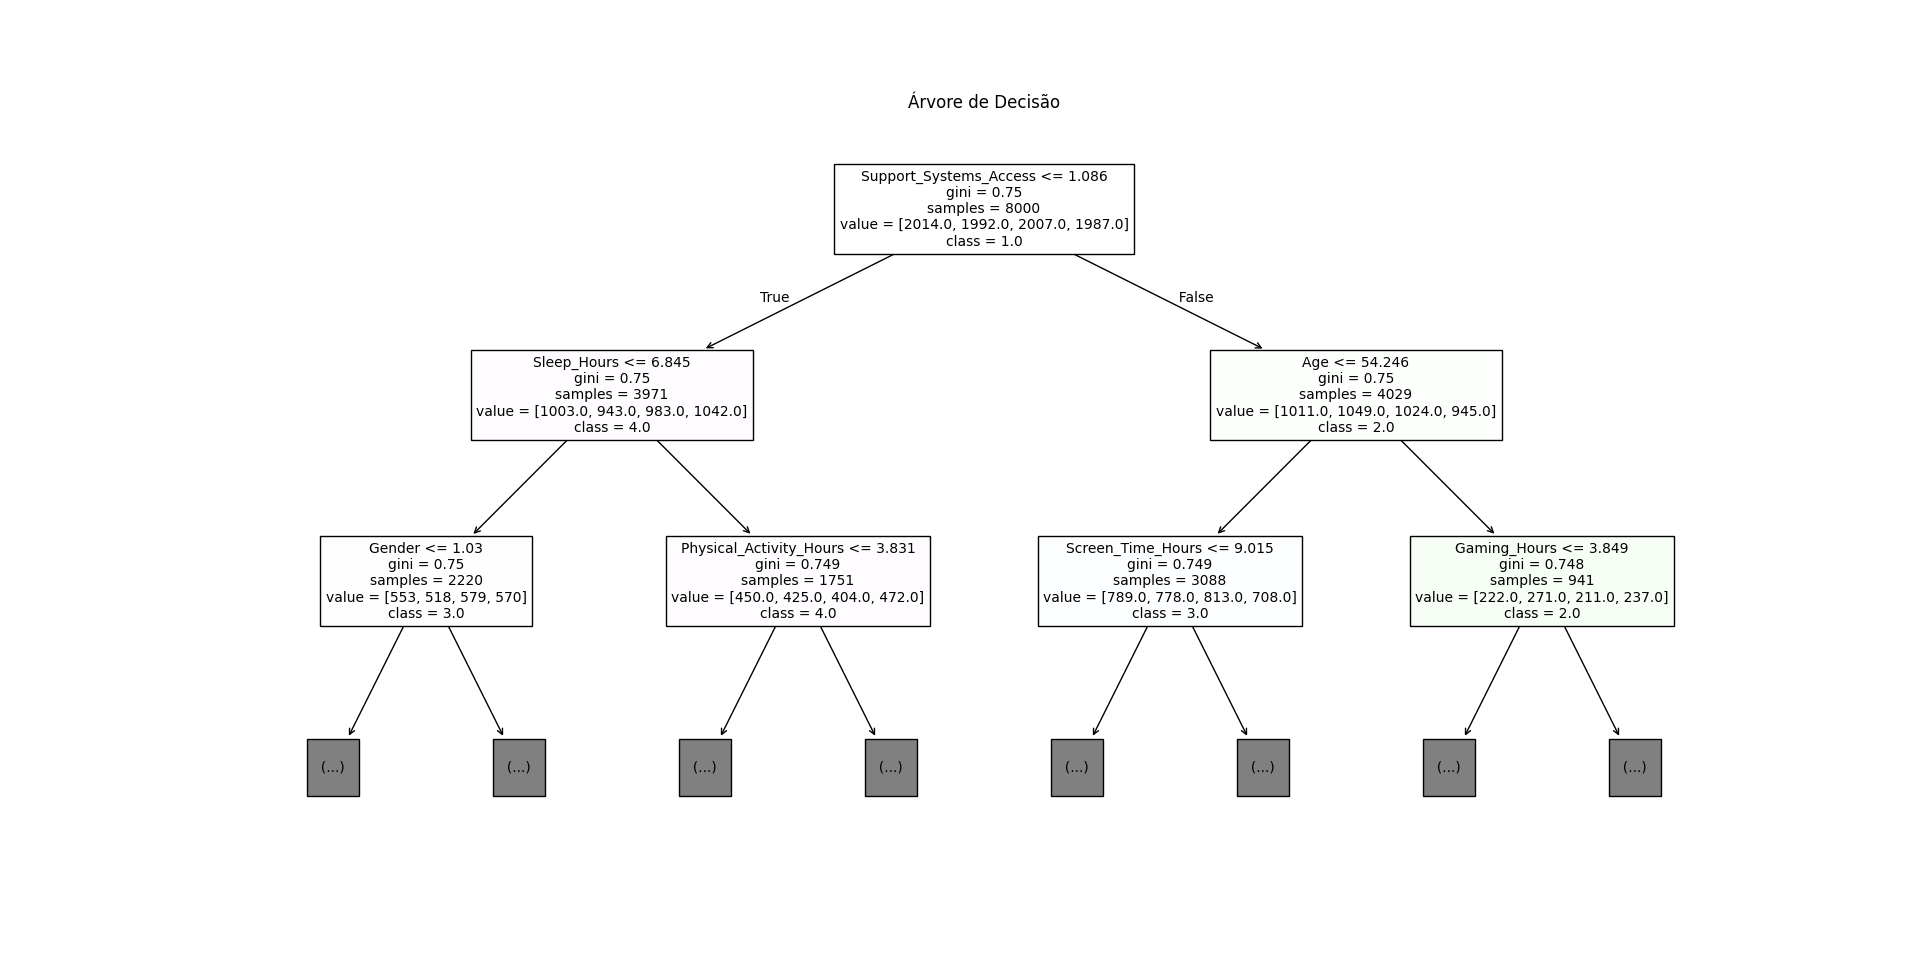 Árvore de Decisão
Support_Systems_Access <= 1.086
gini = 0.75
samples = 8000
value = [2014.0, 1992.0, 2007.0, 1987.0]
class = 1.0
True
False
Sleep_Hours <= 6.845
gini = 0.75
samples = 3971
value = [1003.0, 943.0, 983.0, 1042.0]
class = 4.0
Age <= 54.246
gini = 0.75
samples = 4029
value = [1011.0, 1049.0, 1024.0, 945.0]
class = 2.0
Gender <= 1.03
gini = 0.75
samples = 2220
value = [553, 518, 579, 570]
class = 3.0
Physical_Activity_Hours <= 3.831
gini = 0.749
samples = 1751
value = [450.0, 425.0, 404.0, 472.0]
class = 4.0
Screen_Time_Hours <= 9.015
gini = 0.749
samples = 3088
value = [789.0, 778.0, 813.0, 708.0]
class = 3.0
Gaming_Hours <= 3.849
gini = 0.748
samples = 941
value = [222.0, 271.0, 211.0, 237.0]
class = 2.0
(...)
(...)
(...)
(...)
(...)
(...)
(...)
(...)